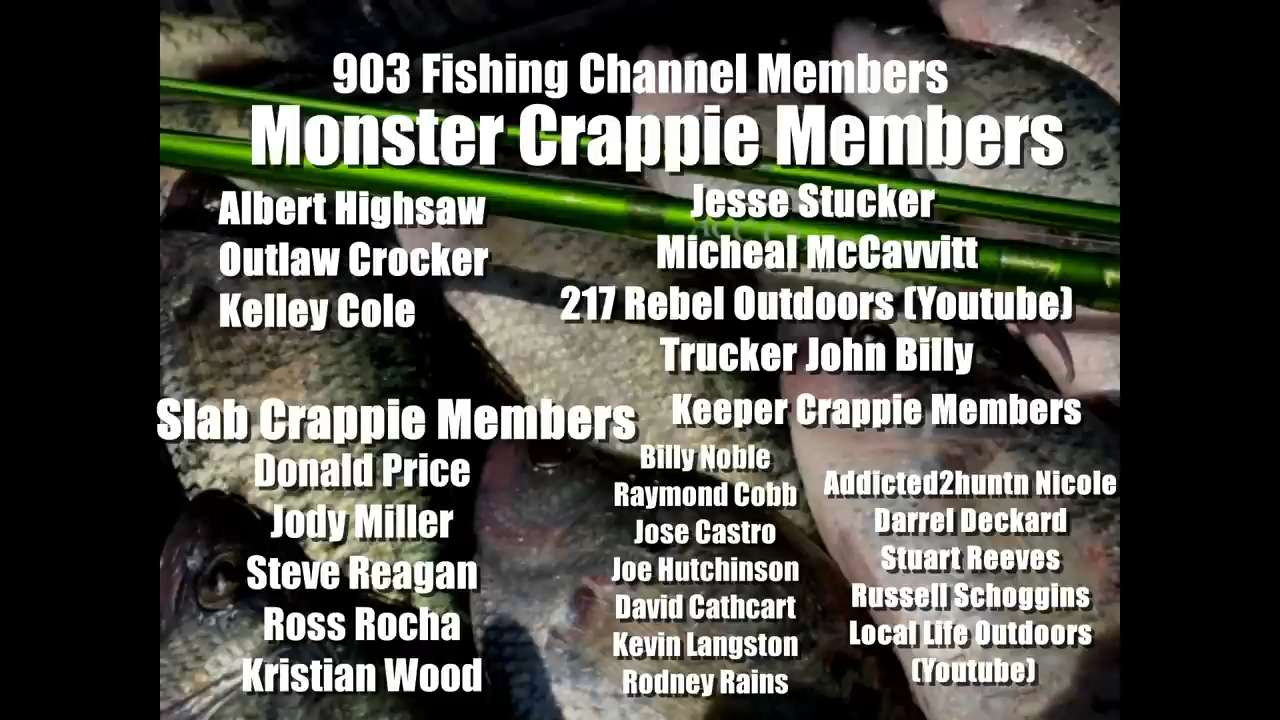 903 Fishing Channel Members
Monster Crappie Members
Albert Highsaw
Outlaw Crocker
Kelley Cole
Jesse Stucker
Micheal McCavvitt
217 Rebel Outdoors (Youtube)
Trucker John Billy
Slab Crappie Members
Donald Price
Jody Miller
Steve Reagan
Ross Rocha
Kristian Wood
Keeper Crappie Members
Billy Noble
Raymond Cobb
Jose Castro
Joe Hutchinson
David Cathcart
Kevin Langston
Rodney Rains
Addicted2huntn Nicole
Darrel Deckard
Stuart Reeves
Russell Schoggins
Local Life Outdoors
(Youtube)